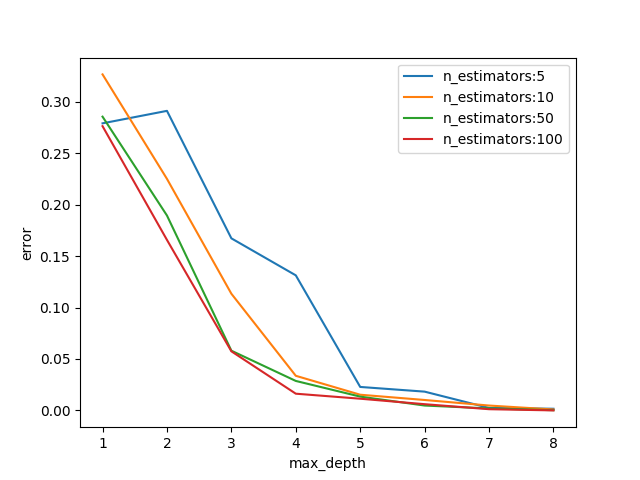 n_estimators:5
n_estimators:10
n_estimators:50
n_estimators:100
error
0.30
0.25
0.20
0.15
0.10
0.05
0.00
1 2 3 4 5 6 7 8
max_depth